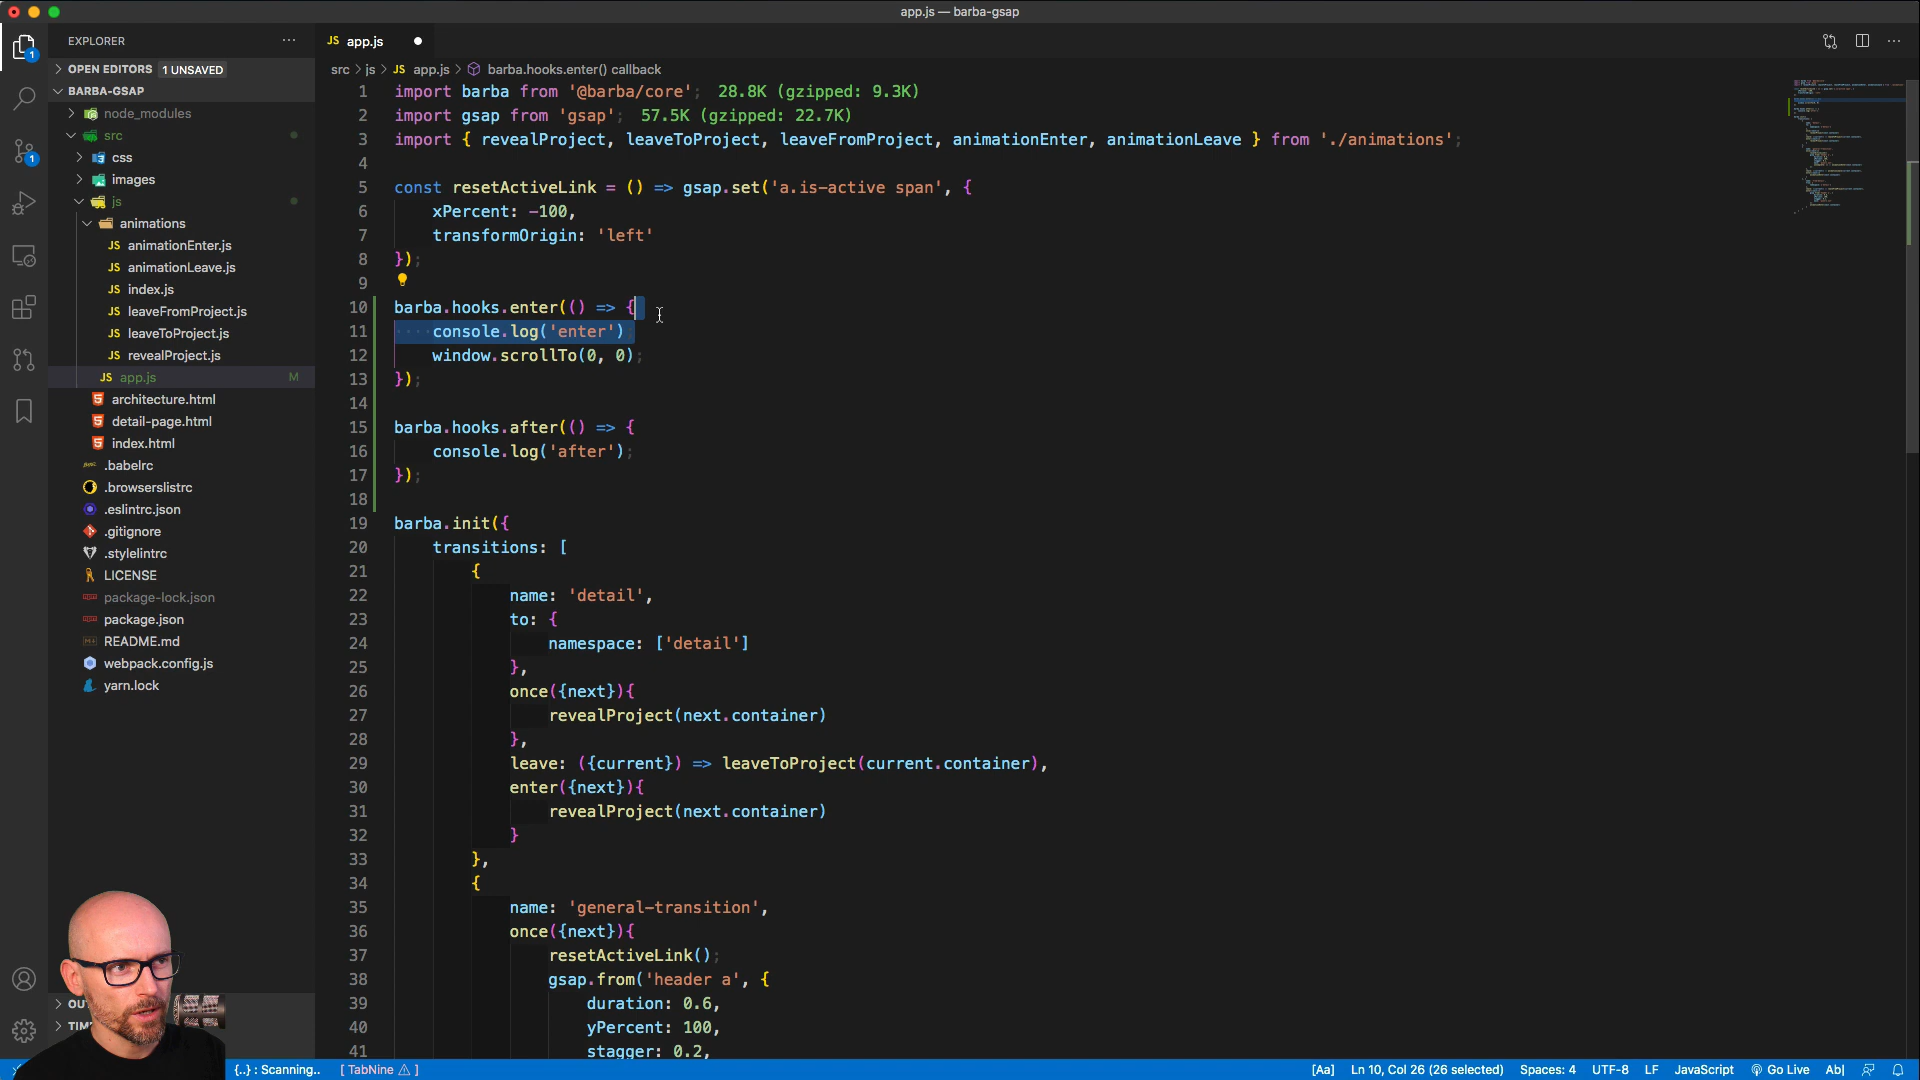 app.js — barba-gsap
EXPLORER
OPEN EDITORS 1 UNSAVED
BARBA-GSAP
node_modules
src
css
images
js
animations
JS animationEnter.js
JS animationLeave.js
JS index.js
JS leaveFromProject.js
JS leaveToProject.js
JS revealProject.js
JS app.js M
architecture.html
detail-page.html
index.html
.babelrc
.browserslistrc
.eslintrc.json
.gitignore
.stylelintrc
LICENSE
package-lock.json
package.json
README.md
webpack.config.js
yarn.lock
JS app.js
src > js > JS app.js > barba.hooks.enter() callback
1 import barba from '@barba/core'; 28.8K (gzipped: 9.3K)
2 import gsap from 'gsap'; 57.5K (gzipped: 22.7K)
3 import { revealProject, leaveToProject, leaveFromProject, animationEnter, animationLeave } from './animations';
4
5 const resetActiveLink = () => gsap.set('a.is-active span', {
6 xPercent: -100,
7 transformOrigin: 'left'
8 });
9
10 barba.hooks.enter(() => {
11 ····console.log('enter');
12 window.scrollTo(0, 0);
13 });
14
15 barba.hooks.after(() => {
16 console.log('after');
17 });
18
19 barba.init({
20 transitions: [
21 {
22 name: 'detail',
23 to: {
24 namespace: ['detail']
25 },
26 once({next}){
27 revealProject(next.container)
28 },
29 leave: ({current}) => leaveToProject(current.container),
30 enter({next}){
31 revealProject(next.container)
32 }
33 },
34 {
35 name: 'general-transition',
36 once({next}){
37 resetActiveLink();
38 gsap.from('header a', {
39 duration: 0.6,
40 yPercent: 100,
41 stagger: 0.2,
{..} : Scanning.. [ TabNine ⚠ ] [Aa] Ln 10, Col 26 (26 selected) Spaces: 4 UTF-8 LF JavaScript Go Live Ab|